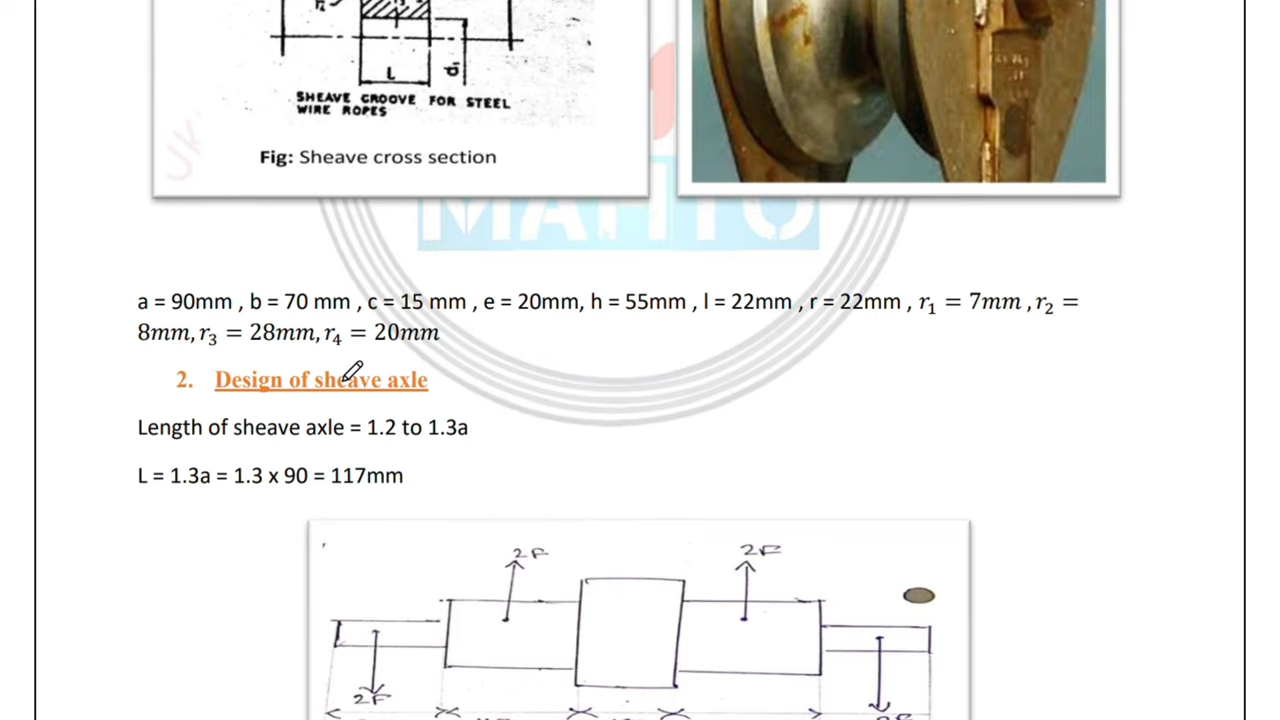 L
SHEAVE GROOVE FOR STEEL
WIRE ROPES
Fig: Sheave cross section
MAHTO
a = 90mm , b = 70 mm , c = 15 mm , e = 20mm, h = 55mm , l = 22mm , r = 22mm , r₁ = 7mm , r₂ =
8mm, r₃ = 28mm, r₄ = 20mm
2. Design of sheave axle
Length of sheave axle = 1.2 to 1.3a
L = 1.3a = 1.3 x 90 = 117mm
2F 2F
2F